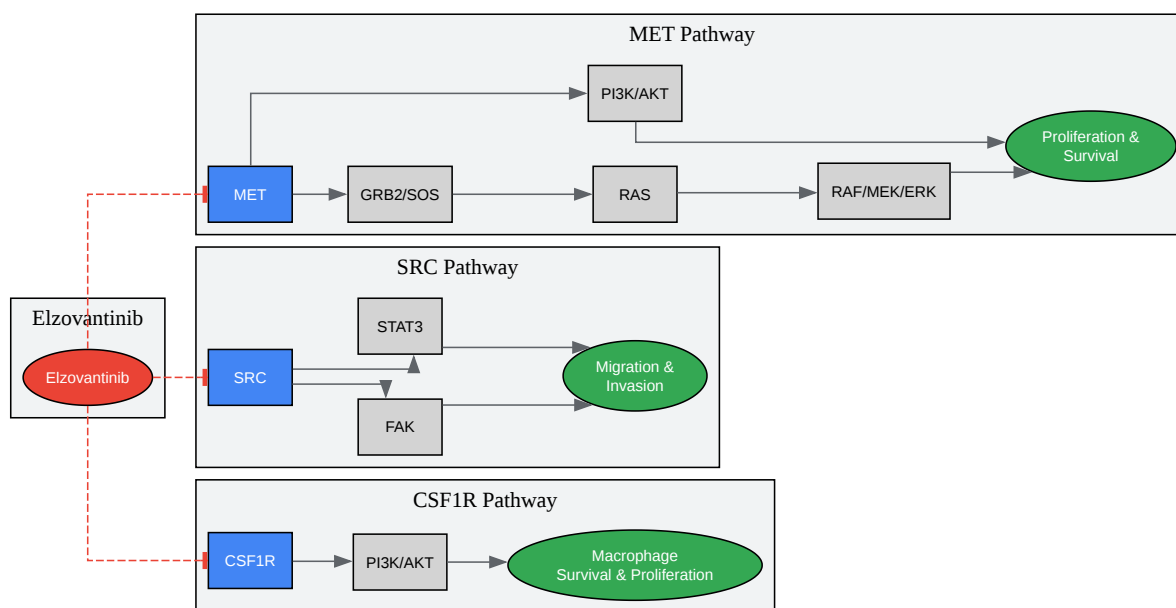 MET Pathway
PI3K/AKT
Proliferation &
Survival
MET
GRB2/SOS
RAS
RAF/MEK/ERK
SRC Pathway
Elzovantinib
STAT3
Elzovantinib
SRC
Migration &
Invasion
FAK
CSF1R Pathway
CSF1R
PI3K/AKT
Macrophage
Survival & Proliferation